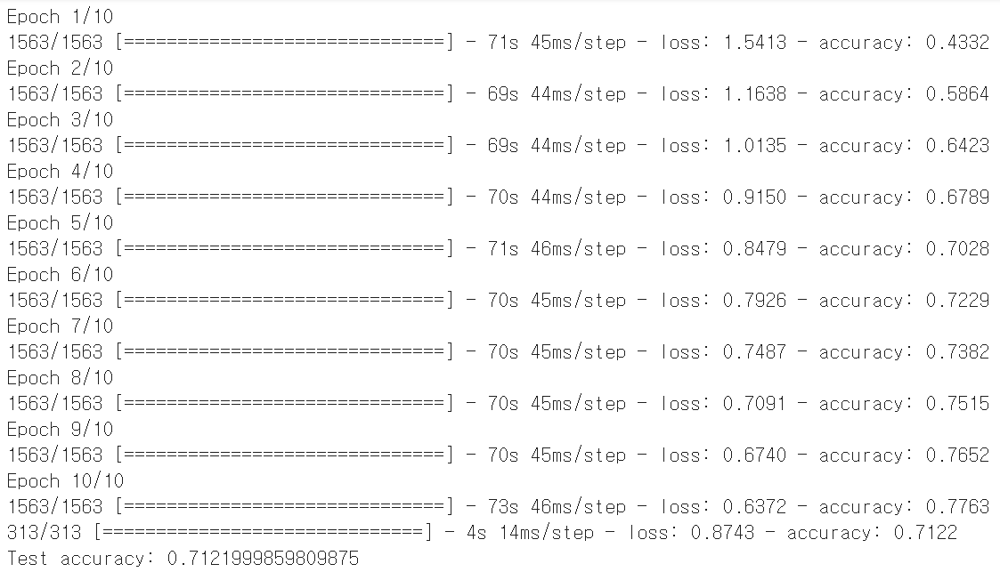 Epoch 1/10
1563/1563 [==============================] - 71s 45ms/step - loss: 1.5413 - accuracy: 0.4332
Epoch 2/10
1563/1563 [==============================] - 69s 44ms/step - loss: 1.1638 - accuracy: 0.5864
Epoch 3/10
1563/1563 [==============================] - 69s 44ms/step - loss: 1.0135 - accuracy: 0.6423
Epoch 4/10
1563/1563 [==============================] - 70s 44ms/step - loss: 0.9150 - accuracy: 0.6789
Epoch 5/10
1563/1563 [==============================] - 71s 46ms/step - loss: 0.8479 - accuracy: 0.7028
Epoch 6/10
1563/1563 [==============================] - 70s 45ms/step - loss: 0.7926 - accuracy: 0.7229
Epoch 7/10
1563/1563 [==============================] - 70s 45ms/step - loss: 0.7487 - accuracy: 0.7382
Epoch 8/10
1563/1563 [==============================] - 70s 45ms/step - loss: 0.7091 - accuracy: 0.7515
Epoch 9/10
1563/1563 [==============================] - 70s 45ms/step - loss: 0.6740 - accuracy: 0.7652
Epoch 10/10
1563/1563 [==============================] - 73s 46ms/step - loss: 0.6372 - accuracy: 0.7763
313/313 [==============================] - 4s 14ms/step - loss: 0.8743 - accuracy: 0.7122
Test accuracy: 0.7121999859809875